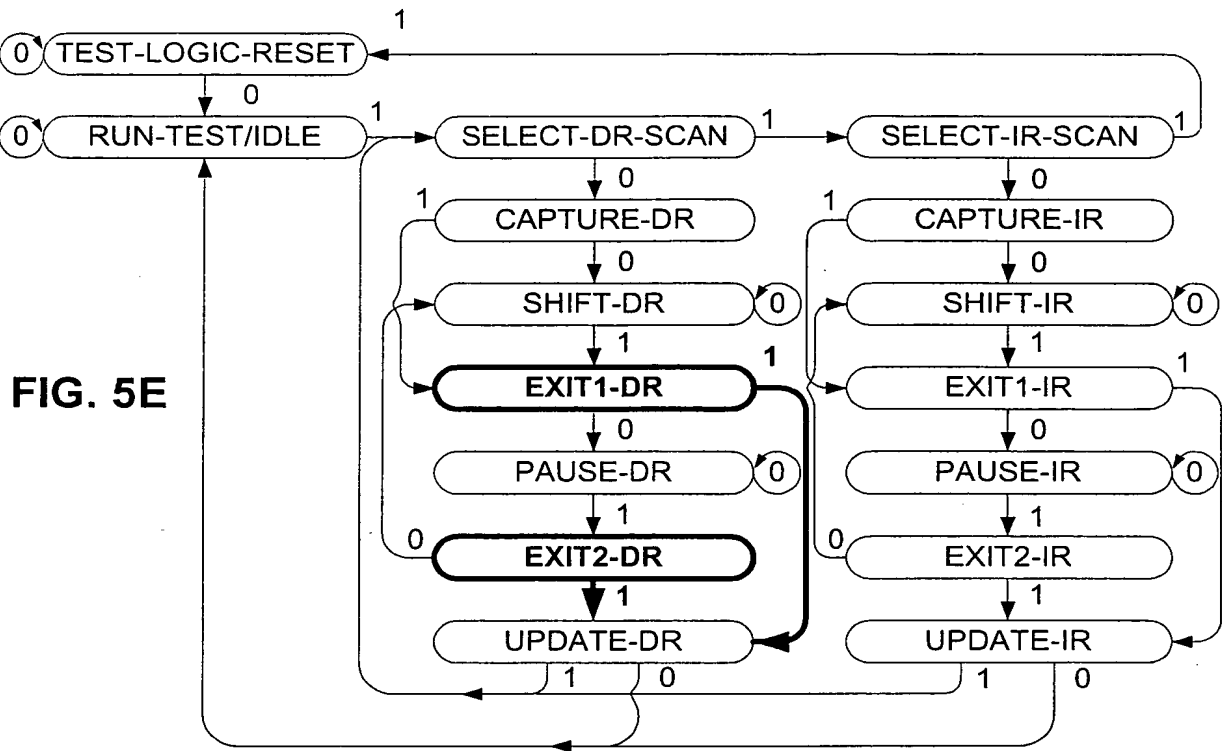 1
0 TEST-LOGIC-RESET
0
0 RUN-TEST/IDLE 1 SELECT-DR-SCAN 1 SELECT-IR-SCAN 1
0 0
1 CAPTURE-DR 1 CAPTURE-IR
0 0
SHIFT-DR 0 SHIFT-IR 0
1 1
FIG. 5E EXIT1-DR 1 EXIT1-IR 1
0 0
PAUSE-DR 0 PAUSE-IR 0
1 1
0 EXIT2-DR 0 EXIT2-IR
1 1
UPDATE-DR UPDATE-IR
1 0 1 0